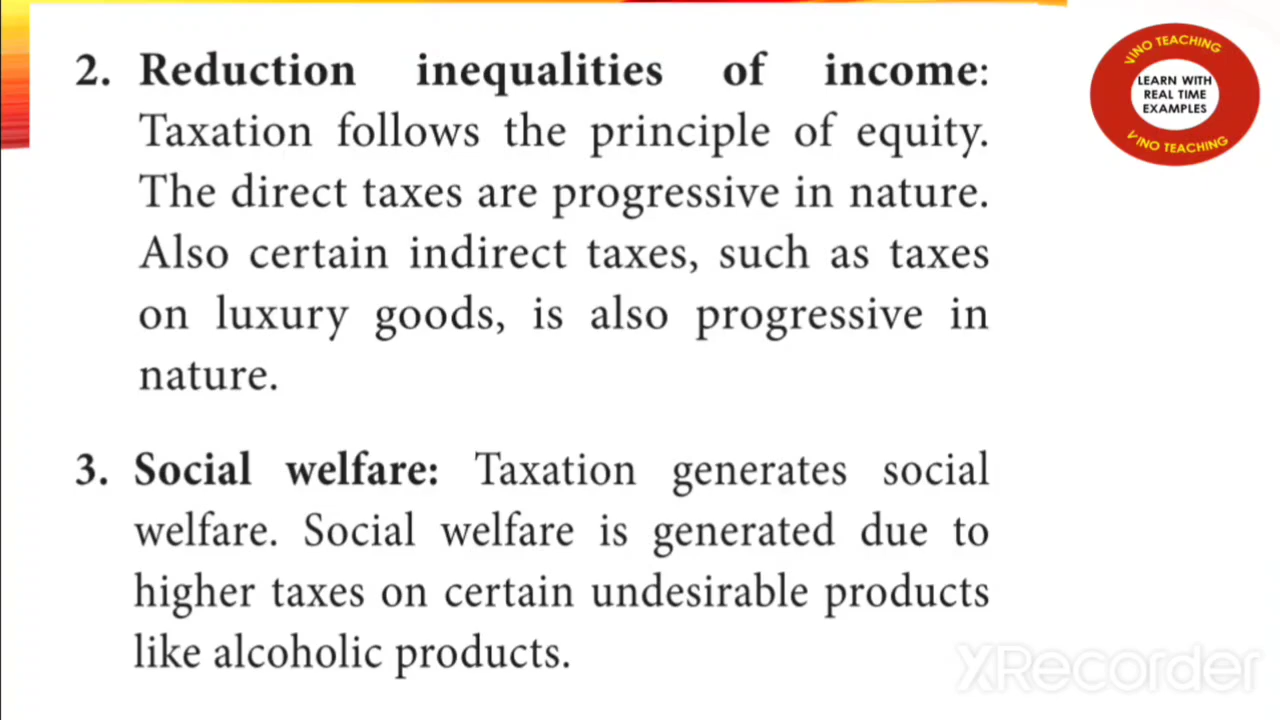 2. Reduction inequalities of income:
Taxation follows the principle of equity.
The direct taxes are progressive in nature.
Also certain indirect taxes, such as taxes
on luxury goods, is also progressive in
nature.
3. Social welfare: Taxation generates social
welfare. Social welfare is generated due to
higher taxes on certain undesirable products
like alcoholic products.
VINO TEACHING
LEARN WITH
REAL TIME
EXAMPLES
VINO TEACHING
XRecorder